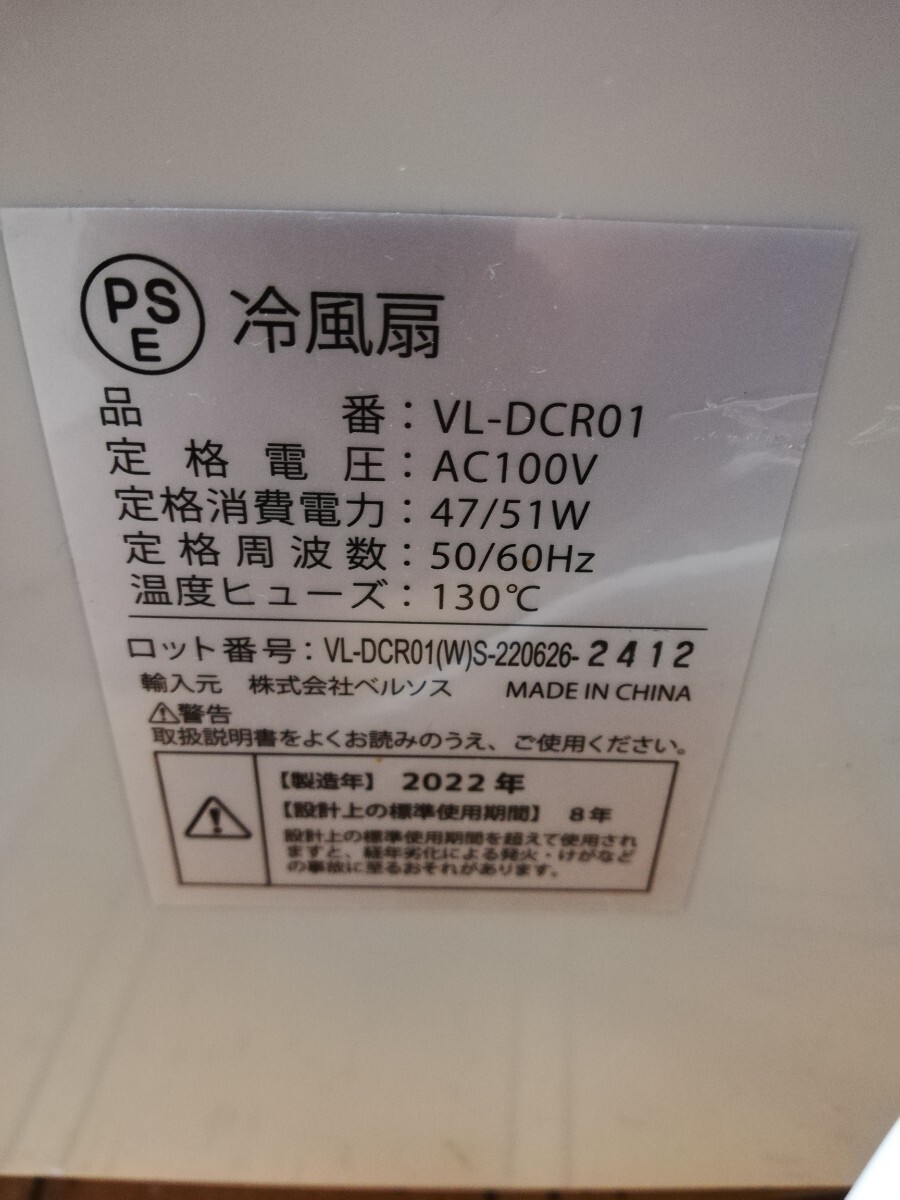 PSE 冷風扇
品番：VL-DCR01
定格電圧：AC100V
定格消費電力：47/51W
定格周波数：50/60Hz
温度ヒューズ：130℃
ロット番号：VL-DCR01(W)S-220626-2412
輸入元 株式会社ベルソス MADE IN CHINA
⚠警告
取扱説明書をよくお読みのうえ、ご使用ください。
【製造年】 2022年
【設計上の標準使用期間】 8年
設計上の標準使用期間を超えて使用され
ますと、経年劣化による発火・けがなど
の事故に至るおそれがあります。